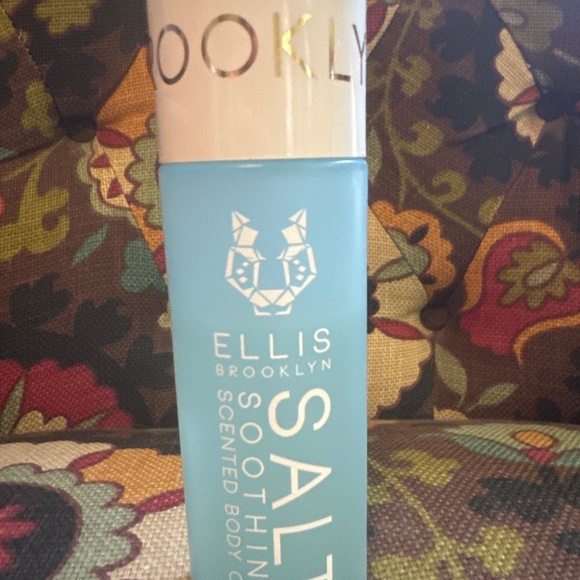 OOKLY
ELLIS
BROOKLYN
SALT
SOOTHIN
SCENTED BODY